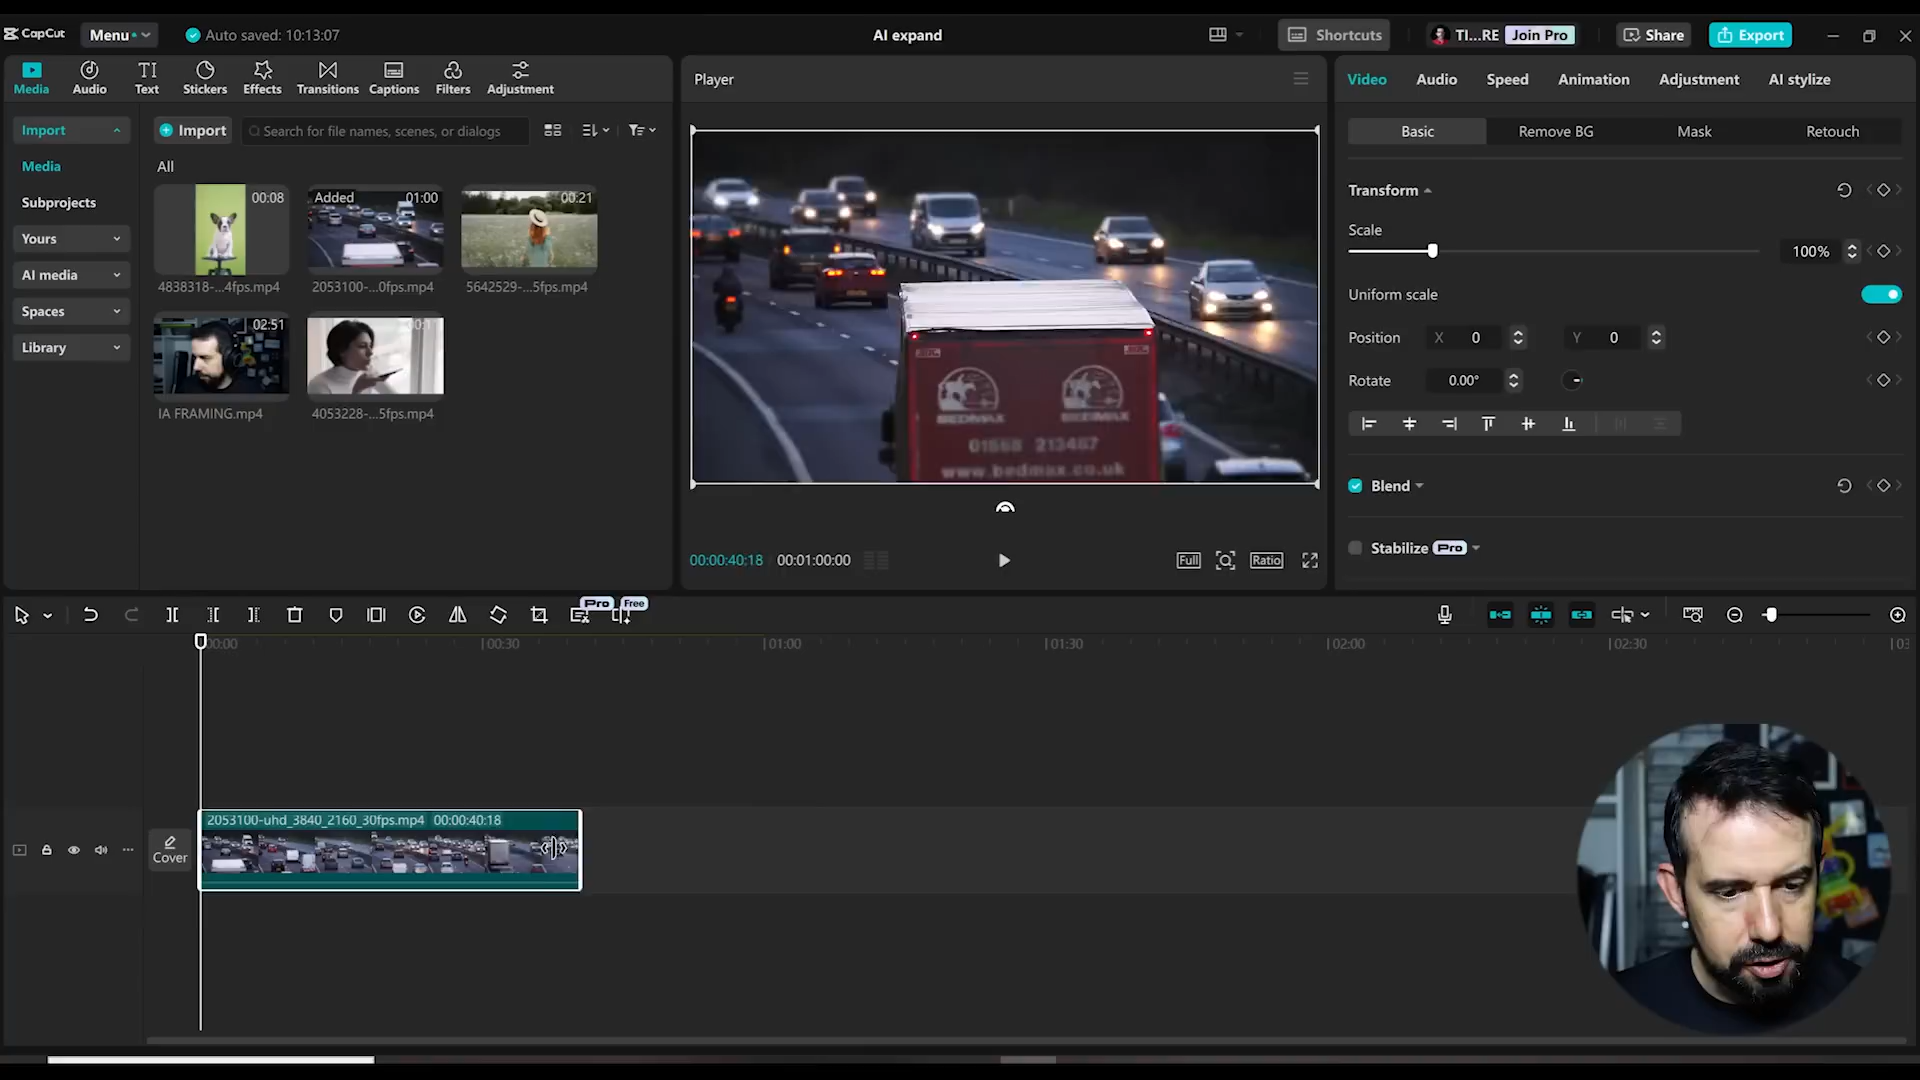 CapCut
Menu
Auto saved: 10:13:07
AI expand
Shortcuts
TI...RE
Join Pro
Share
Export
Media
Audio
Text
Stickers
Effects
Transitions
Captions
Filters
Adjustment
Import
Media
Subprojects
Yours
AI media
Spaces
Library
Import
Search for file names, scenes, or dialogs
All
00:08
4838318-...4fps.mp4
Added
01:00
2053100-...0fps.mp4
00:21
5642529-...5fps.mp4
02:51
IA FRAMING.mp4
4053228-...5fps.mp4
Player
BEDMAX
BEDMAX
01668 213467
www.bedmax.co.uk
00:00:40:18
00:01:00:00
Full
Ratio
Video
Audio
Speed
Animation
Adjustment
AI stylize
Basic
Remove BG
Mask
Retouch
Transform
Scale
100%
Uniform scale
Position
X
0
Y
0
Rotate
0.00°
Blend
Stabilize
Pro
Pro
Free
00:00
00:30
01:00
01:30
02:00
02:30
Cover
2053100-uhd_3840_2160_30fps.mp4
00:00:40:18